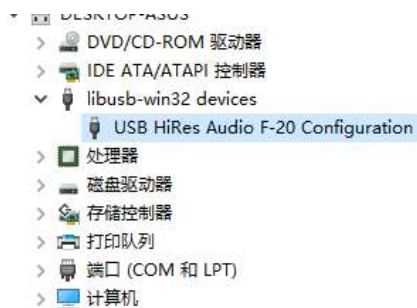 DESKTOP-ASUS
DVD/CD-ROM 驱动器
IDE ATA/ATAPI 控制器
libusb-win32 devices
USB HiRes Audio F-20 Configuration
处理器
磁盘驱动器
存储控制器
打印队列
端口 (COM 和 LPT)
计算机